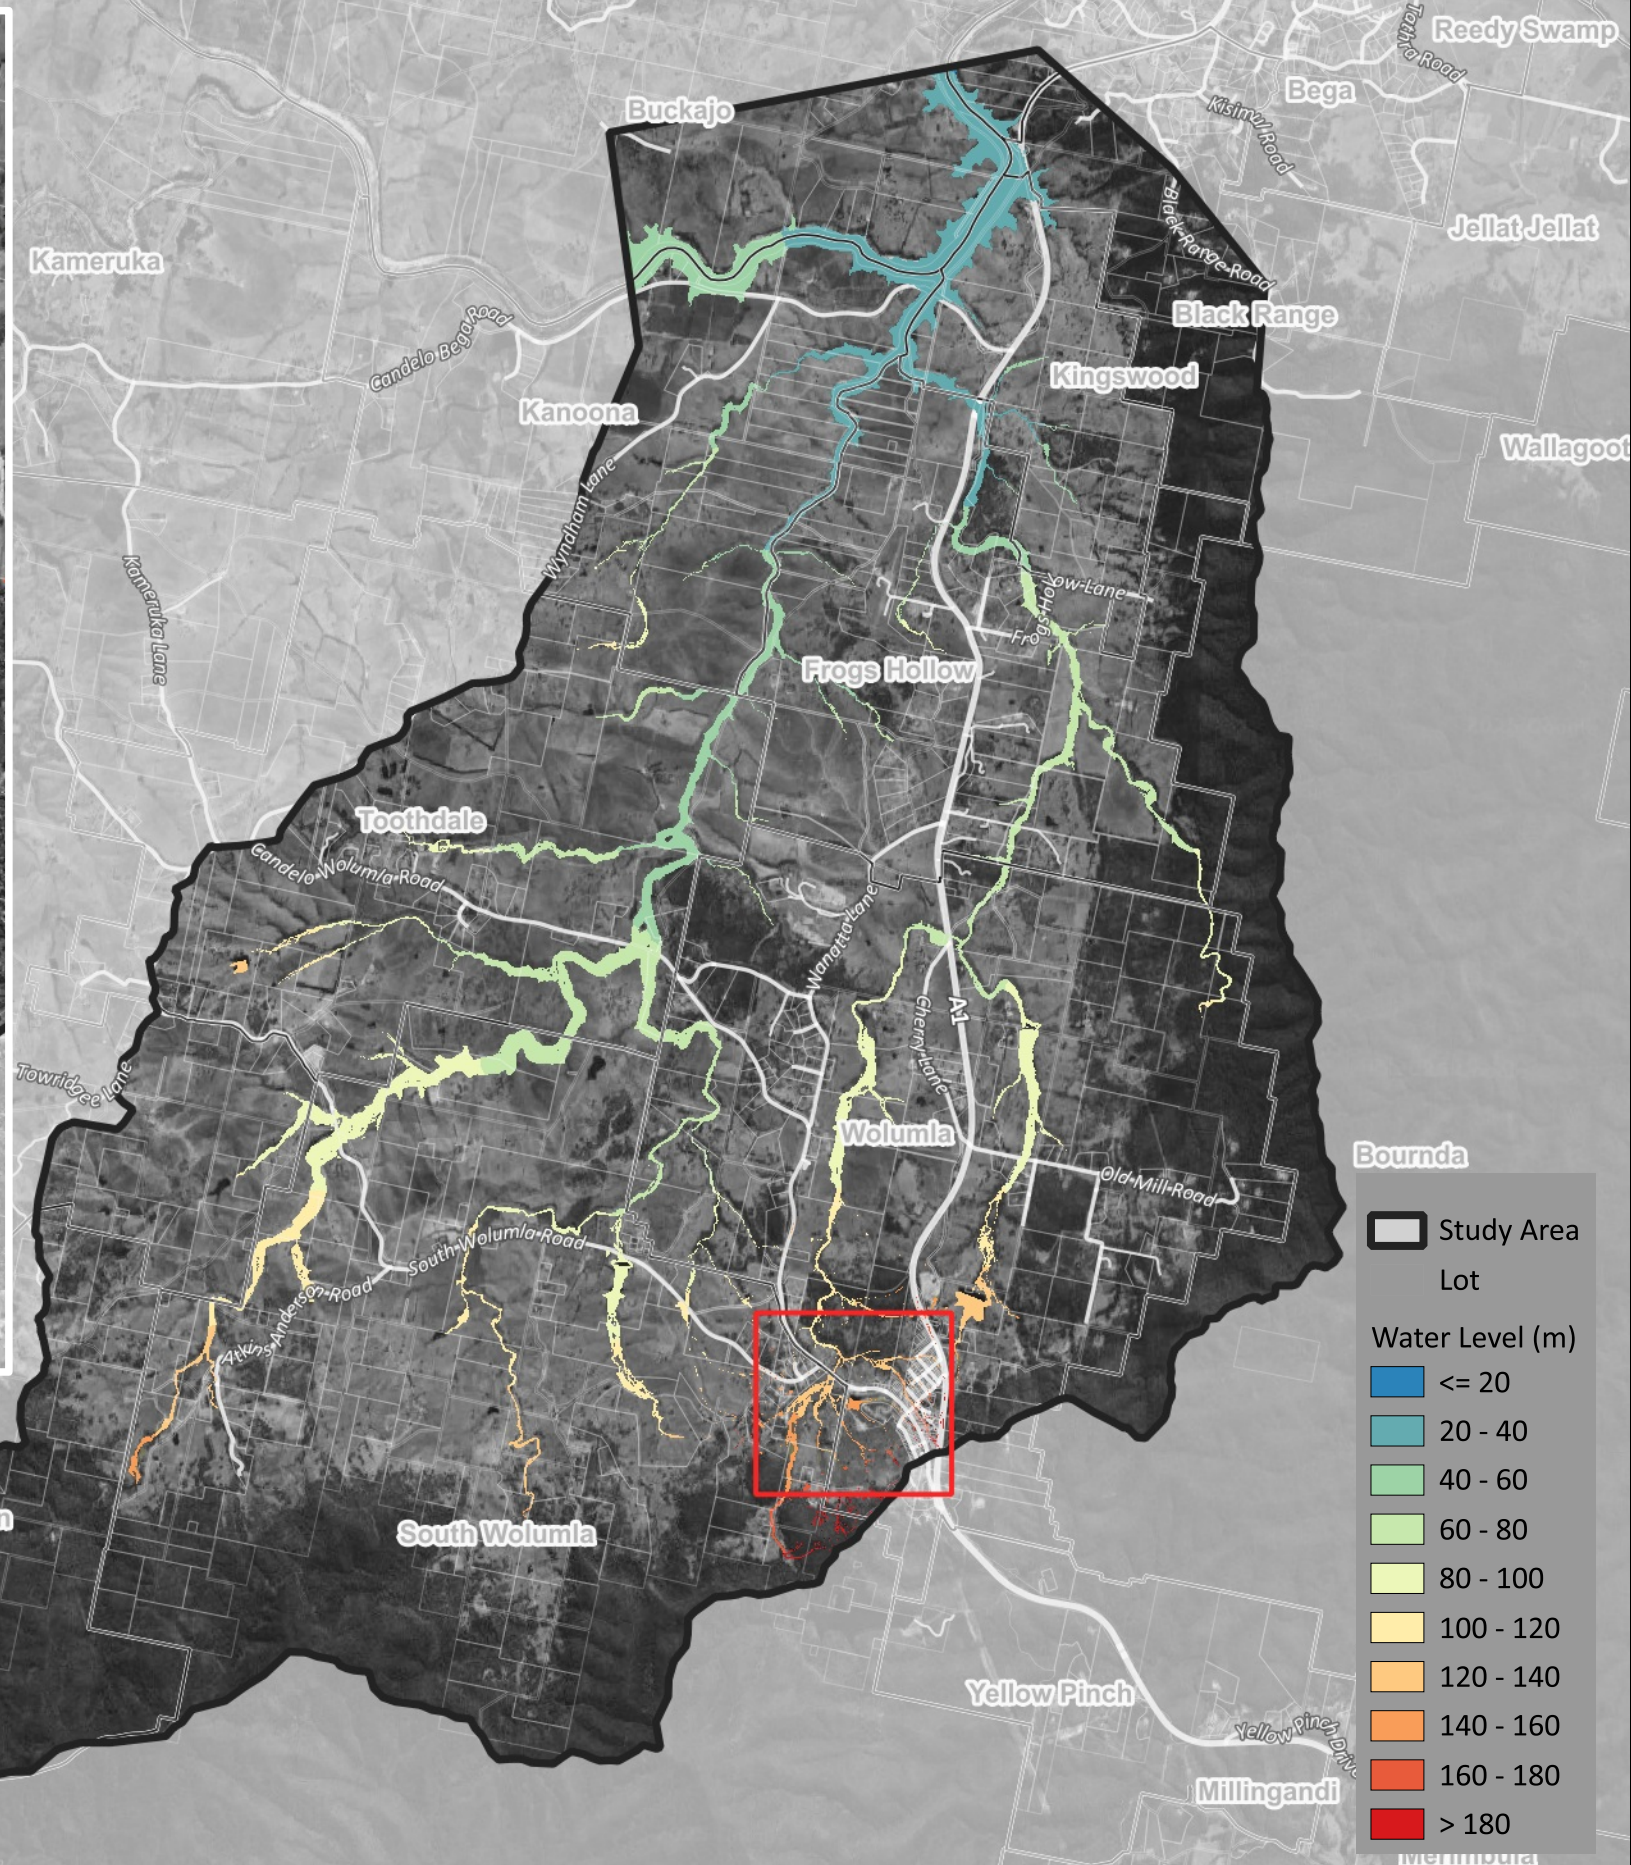 Reedy Swamp
Tathra Road
Bega
Buckajo
Kisimul Road
Black Range Road
Jellat Jellat
Kameruka
Black Range
Candelo Bega Road
Kingswood
Kanoona
Wallagoot
Wyndham Lane
Kameruka Lane
Frogs Hollow Lane
Frogs Hollow
Toothdale
Candelo Wolumla Road
Wanatta Lane
Cherry Lane
A1
Towridgee Lane
Wolumla
Bournda
Old Mill Road
South Wolumla Road
Atkins Anderson Road
South Wolumla
Yellow Pinch
Yellow Pinch Drive
Millingandi
Merimbula
Study Area
Lot
Water Level (m)
<= 20
20 - 40
40 - 60
60 - 80
80 - 100
100 - 120
120 - 140
140 - 160
160 - 180
> 180